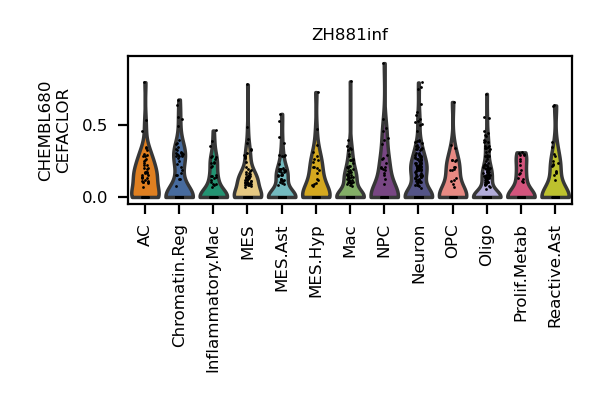 ZH881inf
CHEMBL680
CEFACLOR
0.5
0.0
AC
Chromatin.Reg
Inflammatory.Mac
MES
MES.Ast
MES.Hyp
Mac
NPC
Neuron
OPC
Oligo
Prolif.Metab
Reactive.Ast